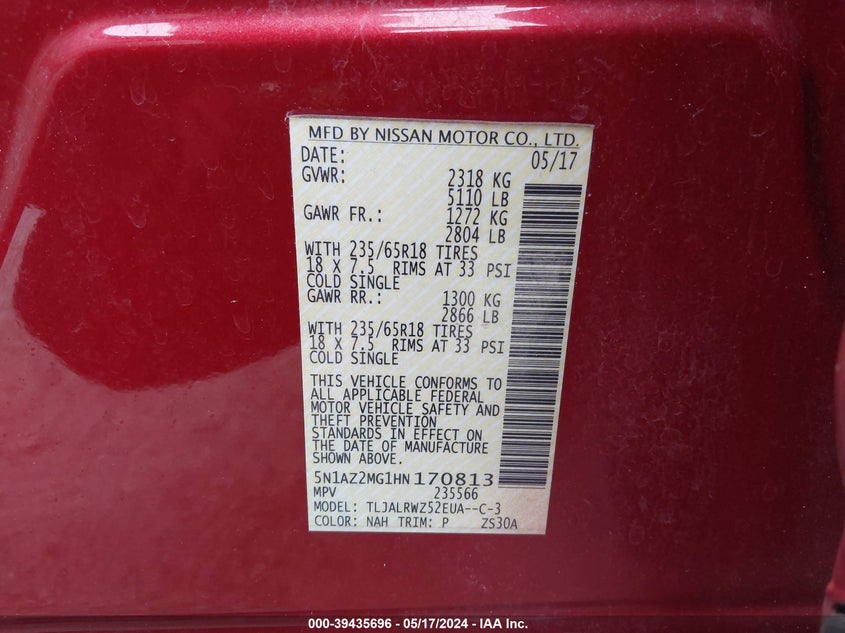 MFD BY NISSAN MOTOR CO., LTD.
DATE: 05/17
GVWR: 2318 KG
5110 LB
GAWR FR.: 1272 KG
2804 LB
WITH 235/65R18 TIRES
18 X 7.5 RIMS AT 33 PSI
COLD SINGLE
GAWR RR.: 1300 KG
2866 LB
WITH 235/65R18 TIRES
18 X 7.5 RIMS AT 33 PSI
COLD SINGLE
THIS VEHICLE CONFORMS TO
ALL APPLICABLE FEDERAL
MOTOR VEHICLE SAFETY AND
THEFT PREVENTION
STANDARDS IN EFFECT ON
THE DATE OF MANUFACTURE
SHOWN ABOVE.
5N1AZ2MG1HN170813
MPV 235566
MODEL: TLJALRWZ52EUA--C-3
COLOR: NAH TRIM: P ZS30A
000-39435696 - 05/17/2024 - IAA Inc.